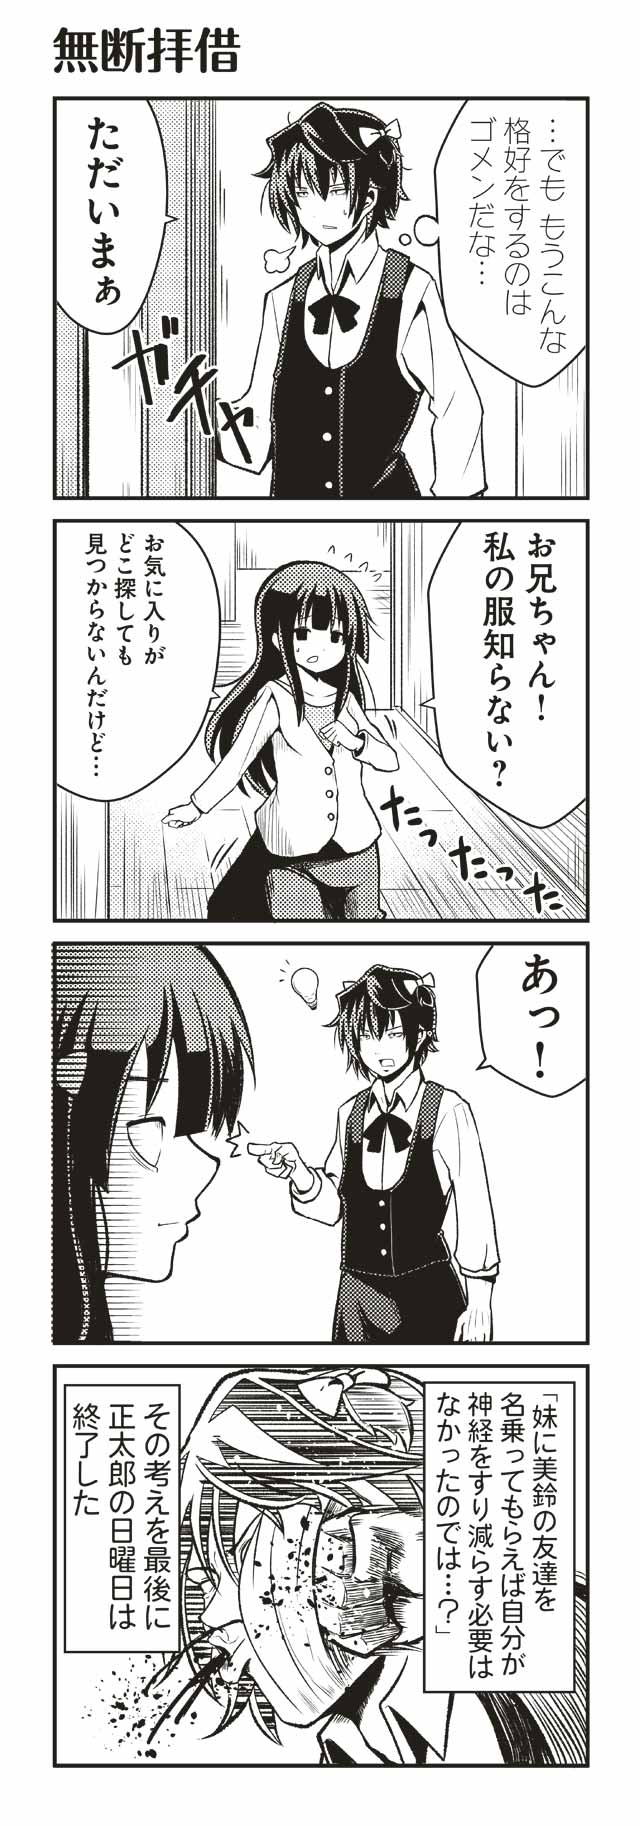 無断拝借
…でも もうこんな
格好をするのは
ゴメンだな…
ただいまぁ
ガチャ
お兄ちゃん!
私の服知らない?
お気に入りが
どこ探しても
見つからないんだけど…
たったったった
あっ!
「妹に美鈴の友達を
名乗ってもらえば自分が
神経をすり減らす必要は
なかったのでは…?」
その考えを最後に
正太郎の日曜日は
終了した